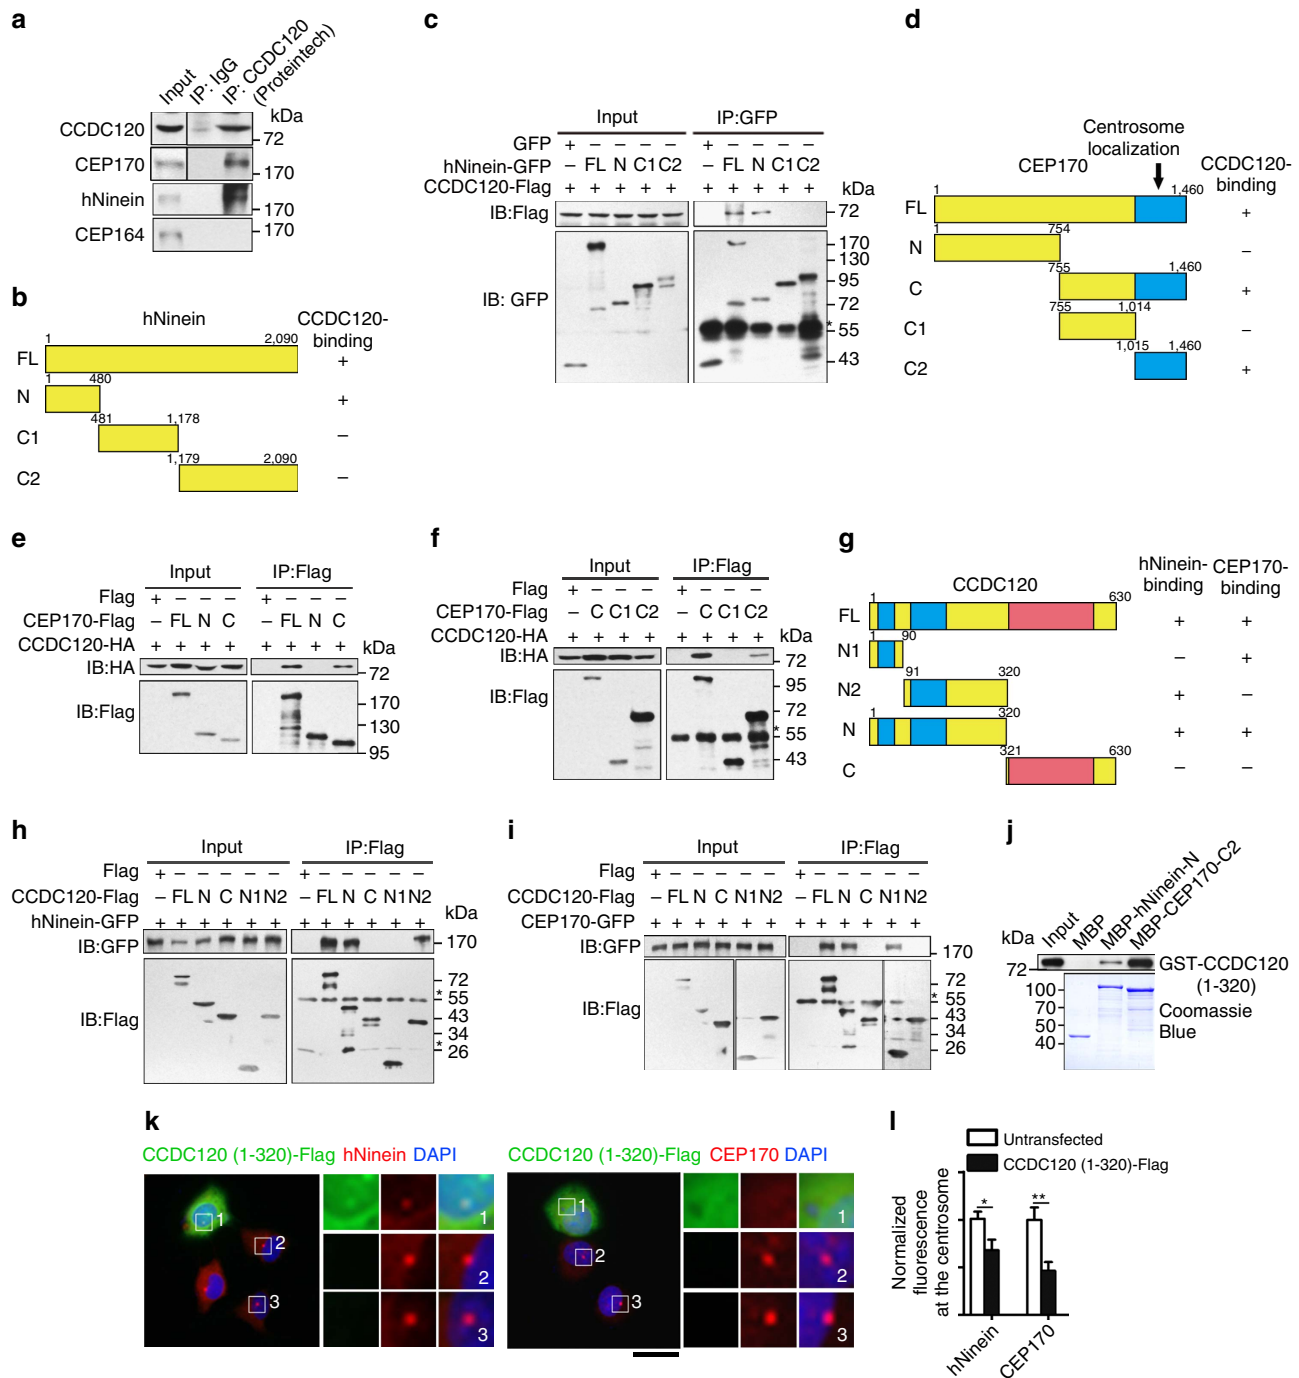 a
Input
IP: IgG
IP: CCDC120
(Proteintech)
kDa
CCDC120
72
CEP170
170
hNinein
170
CEP164
170
b
hNinein
CCDC120-
binding
1 2,090
FL +
1 480
N +
481 1,178
C1 –
1,179 2,090
C2 –
c
Input IP:GFP
GFP + – – – – + – – – –
hNinein-GFP – FL N C1 C2 – FL N C1 C2
CCDC120-Flag + + + + + + + + + + kDa
IB:Flag 72
IB: GFP
170
130
95
72
*
55
43
d
Centrosome
localization
CEP170
CCDC120-
binding
1 1,460
FL +
1 754
N –
755 1,460
C +
755 1,014
C1 –
1,015 1,460
C2 +
e
Input IP:Flag
Flag + – – – + – – –
CEP170-Flag – FL N C – FL N C
CCDC120-HA + + + + + + + + kDa
IB:HA 72
IB:Flag
170
130
95
f
Input IP:Flag
Flag + – – – + – – –
CEP170-Flag – C C1 C2 – C C1 C2
CCDC120-HA + + + + + + + + kDa
IB:HA 72
IB:Flag
95
72
*
55
43
g
CCDC120
hNinein-
binding
CEP170-
binding
1 630
FL + +
1 90
N1 – +
91 320
N2 + –
1 320
N + +
321 630
C – –
h
Input IP:Flag
Flag + – – – – – + – – – – –
CCDC120-Flag – FL N C N1 N2 – FL N C N1 N2
hNinein-GFP + + + + + + + + + + + + kDa
IB:GFP 170
IB:Flag
72
*
55
43
34
*
26
i
Input IP:Flag
Flag + – – – – – + – – – – –
CCDC120-Flag – FL N C N1 N2 – FL N C N1 N2
CEP170-GFP + + + + + + + + + + + +
IB:GFP 170
IB:Flag
72
*
55
43
34
26
j
Input
MBP
MBP-hNinein-N
MBP-CEP170-C2
kDa
72
GST-CCDC120
(1-320)
100
70
50
40
Coomassie
Blue
k
CCDC120 (1-320)-Flag hNinein DAPI
1
2
3
1
2
3
CCDC120 (1-320)-Flag CEP170 DAPI
1
2
3
1
2
3
l
Untransfected
CCDC120 (1-320)-Flag
Normalized
fluorescence
at the centrosome
*
**
hNinein
CEP170